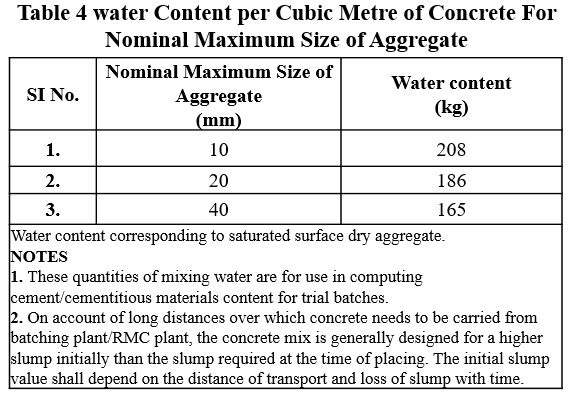 Table 4 water Content per Cubic Metre of Concrete For
Nominal Maximum Size of Aggregate
SI No.
Nominal Maximum Size of
Aggregate
(mm)
Water content
(kg)
1. 10 208
2. 20 186
3. 40 165
Water content corresponding to saturated surface dry aggregate.
NOTES
1. These quantities of mixing water are for use in computing
cement/cementitious materials content for trial batches.
2. On account of long distances over which concrete needs to be carried from
batching plant/RMC plant, the concrete mix is generally designed for a higher
slump initially than the slump required at the time of placing. The initial slump
value shall depend on the distance of transport and loss of slump with time.